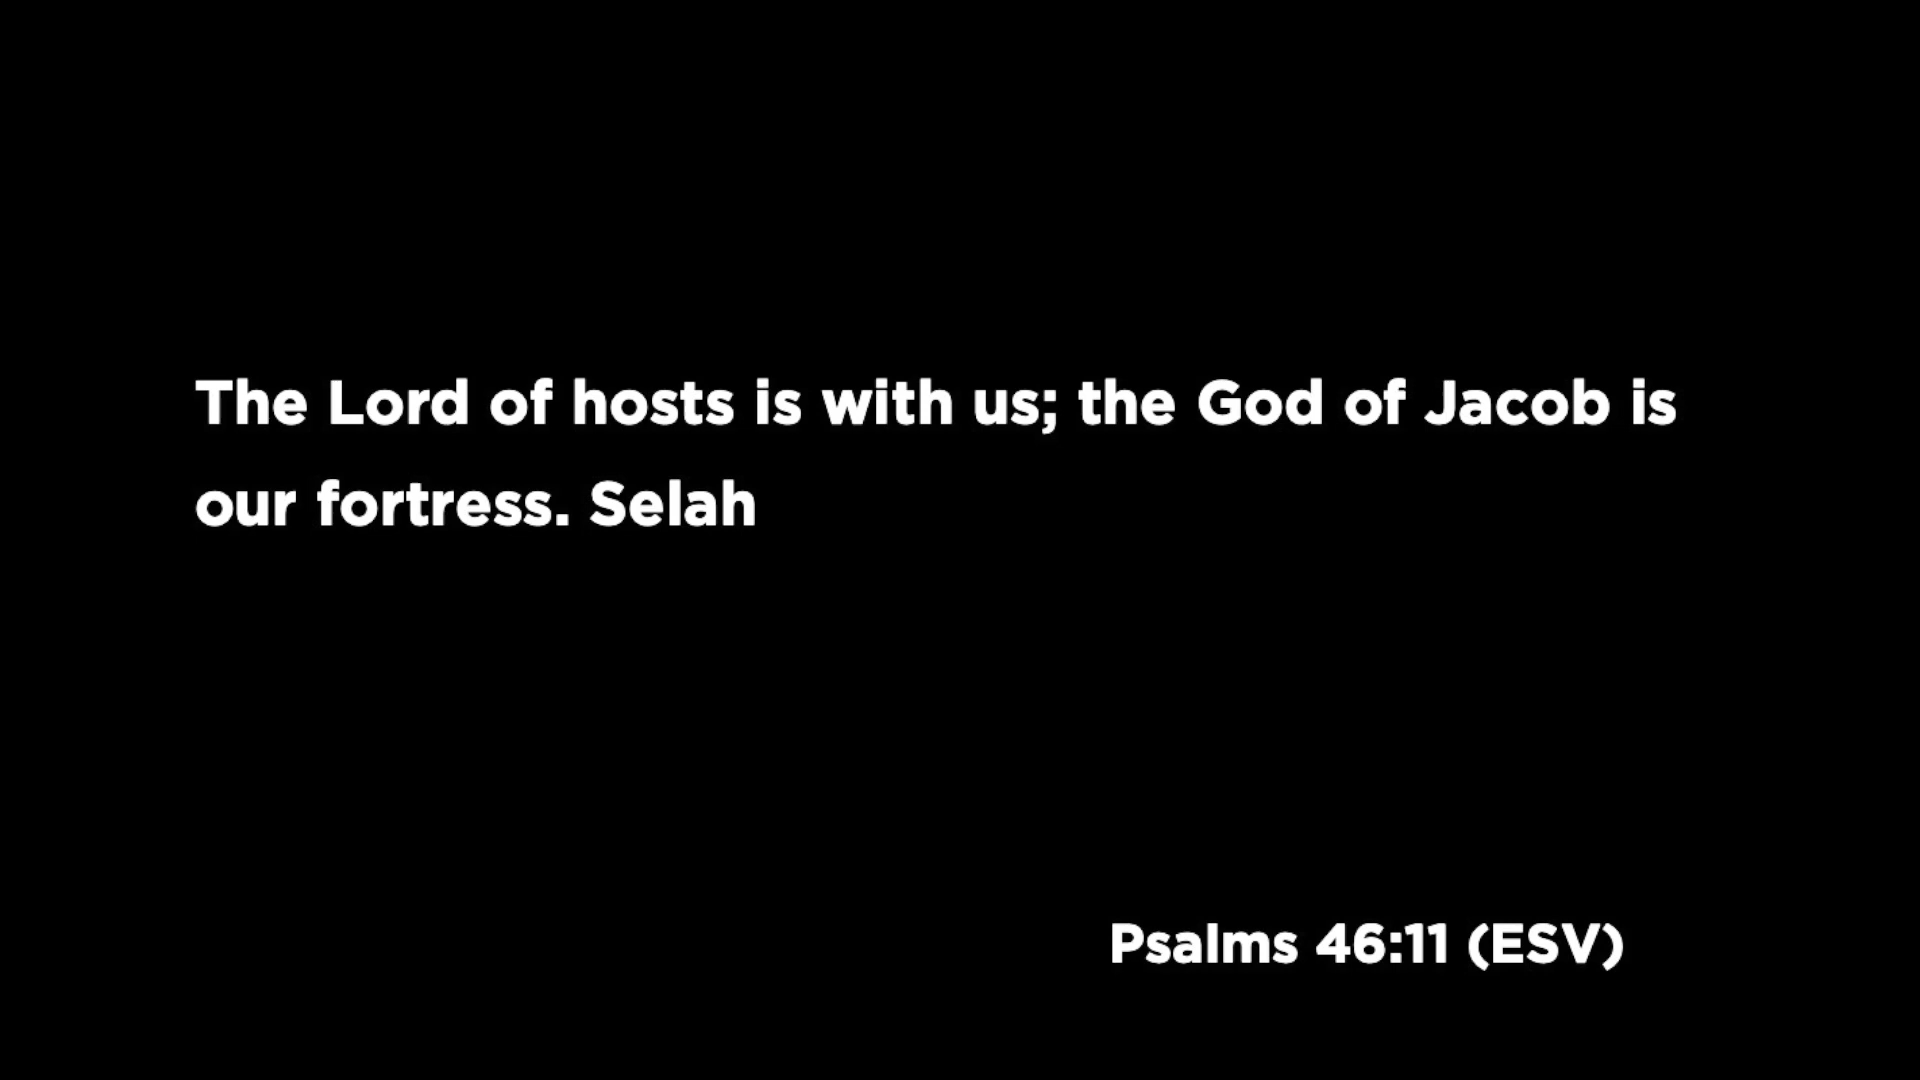 The Lord of hosts is with us; the God of Jacob is
our fortress. Selah
Psalms 46:11 (ESV)